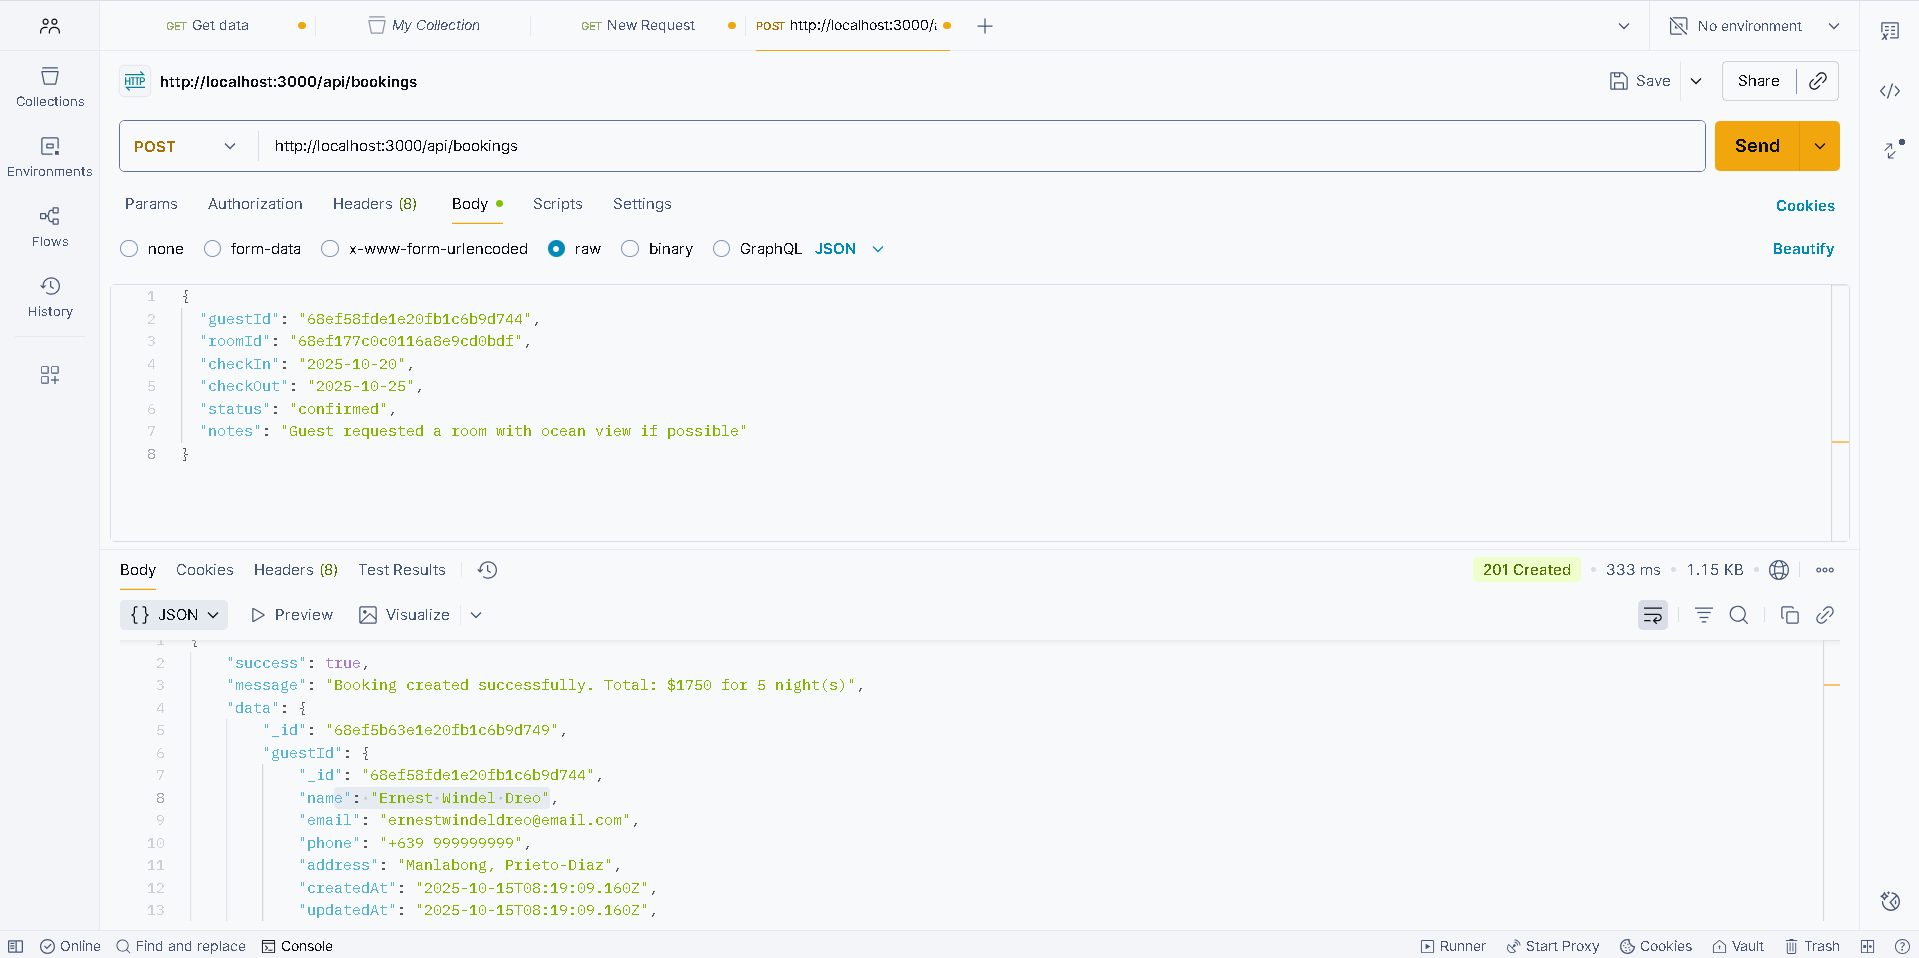 GET Get data
My Collection
GET New Request
POST http://localhost:3000/a
No environment
Collections
Environments
Flows
History
HTTP http://localhost:3000/api/bookings
Save
Share
POST
http://localhost:3000/api/bookings
Send
Params Authorization Headers (8) Body Scripts Settings
Cookies
none form-data x-www-form-urlencoded raw binary GraphQL JSON
Beautify
1 {
2 "guestId": "68ef58fde1e20fb1c6b9d744",
3 "roomId": "68ef177c0c0116a8e9cd0bdf",
4 "checkIn": "2025-10-20",
5 "checkOut": "2025-10-25",
6 "status": "confirmed",
7 "notes": "Guest requested a room with ocean view if possible"
8 }
Body Cookies Headers (8) Test Results
201 Created 333 ms 1.15 KB
{} JSON Preview Visualize
1 {
2 "success": true,
3 "message": "Booking created successfully. Total: $1750 for 5 night(s)",
4 "data": {
5 "_id": "68ef5b63e1e20fb1c6b9d749",
6 "guestId": {
7 "_id": "68ef58fde1e20fb1c6b9d744",
8 "name": "Ernest Windel Dreo",
9 "email": "ernestwindeldreo@email.com",
10 "phone": "+639 999999999",
11 "address": "Manlabong, Prieto-Diaz",
12 "createdAt": "2025-10-15T08:19:09.160Z",
13 "updatedAt": "2025-10-15T08:19:09.160Z",
Online Find and replace Console
Runner Start Proxy Cookies Vault Trash